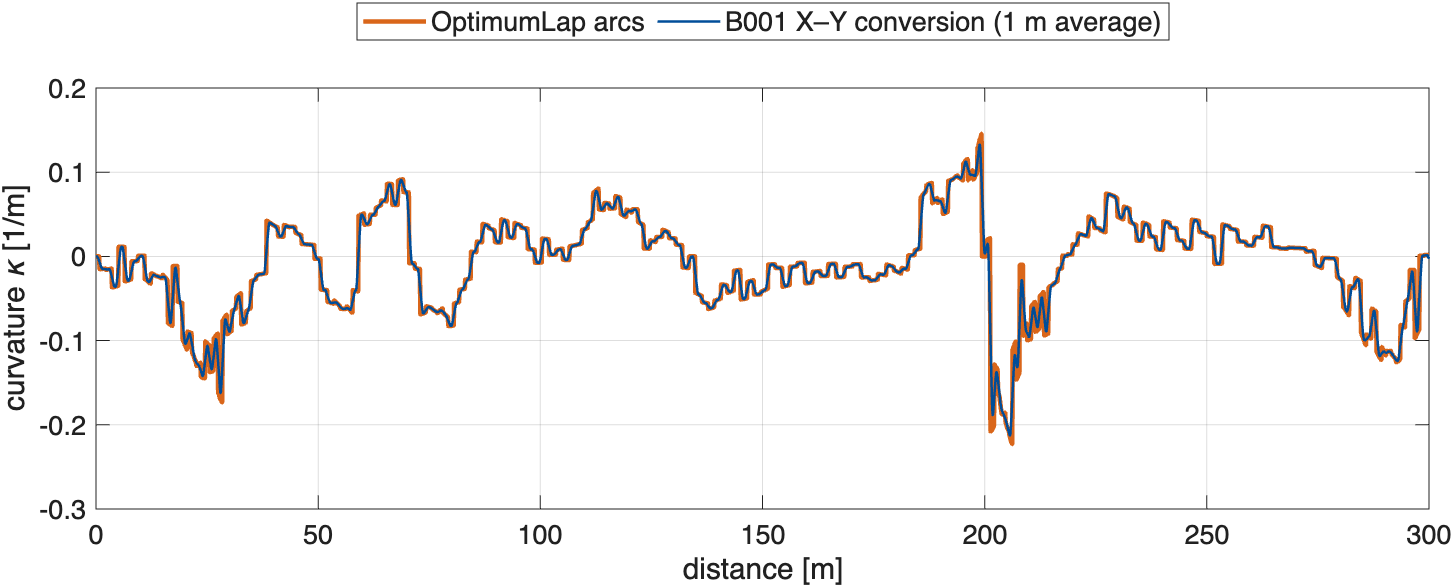 OptimumLap arcs B001 X–Y conversion (1 m average)
0.2
0.1
0
-0.1
-0.2
-0.3
curvature κ [1/m]
0 50 100 150 200 250 300
distance [m]